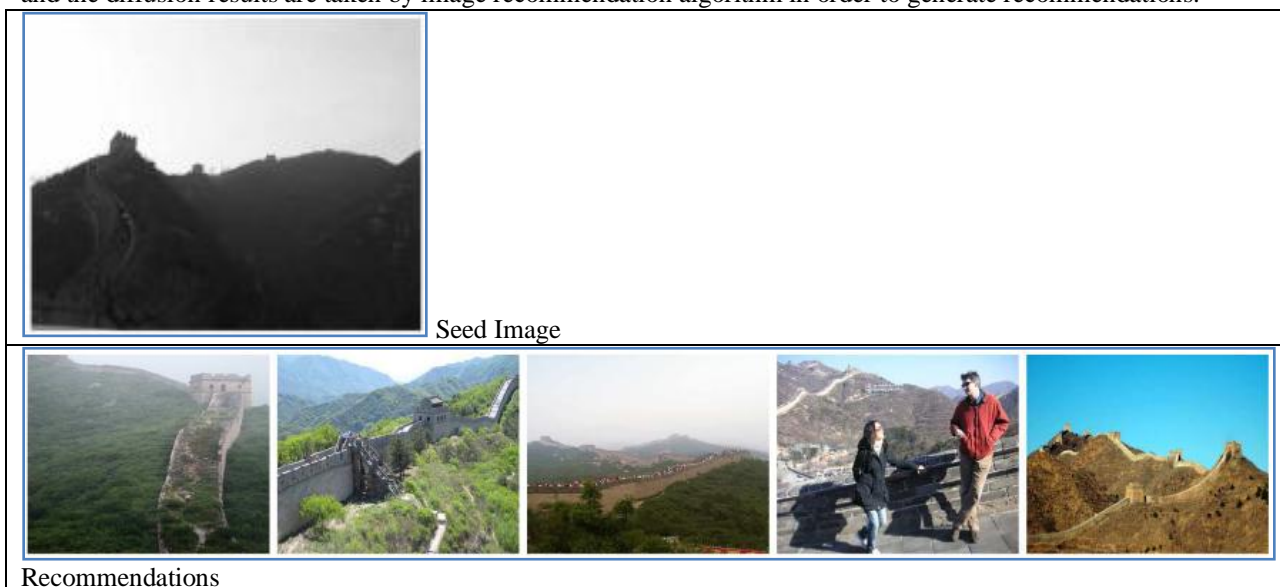 and the diffusion results are taken by image recommendation algorithm in order to generate recommendations.
Seed Image
Recommendations